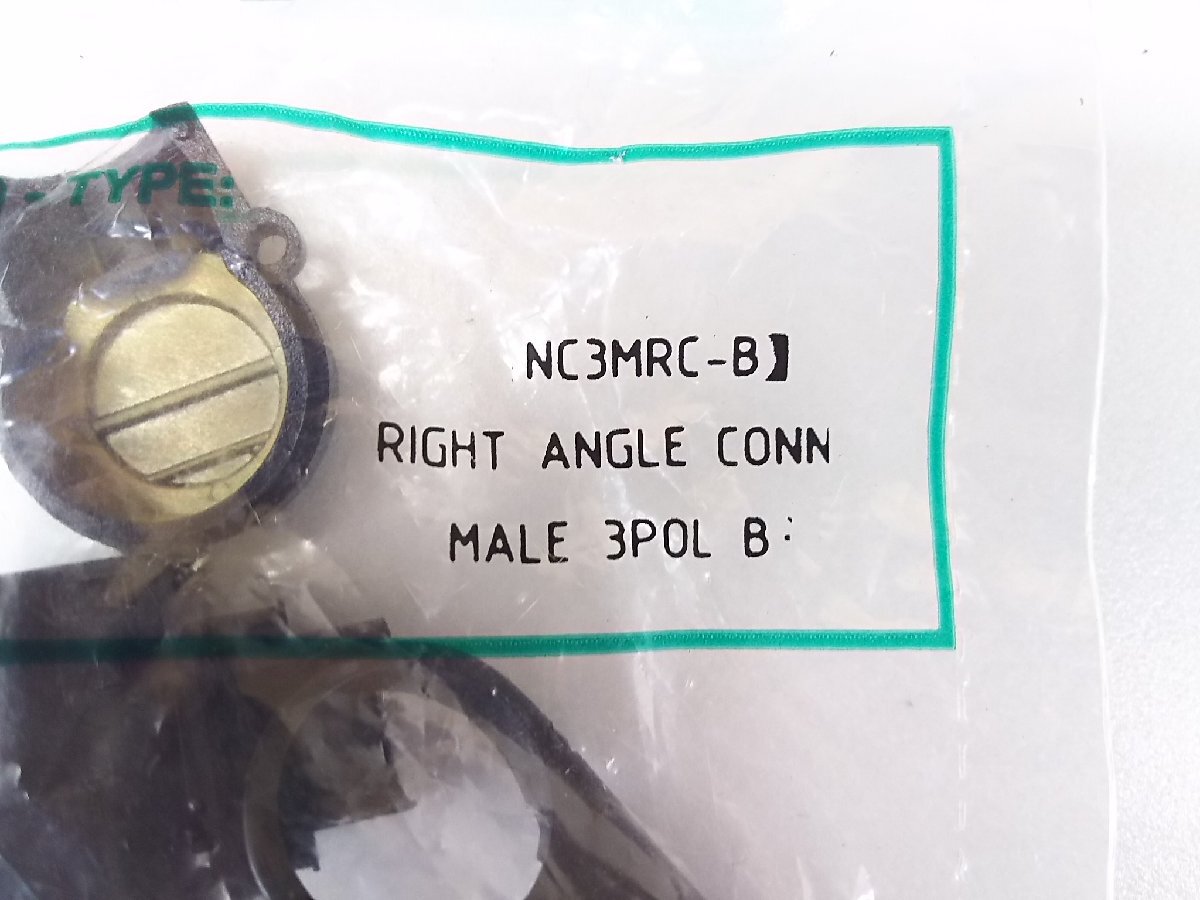 - TYPE:
NC3MRC-B
RIGHT ANGLE CONN
MALE 3POL B